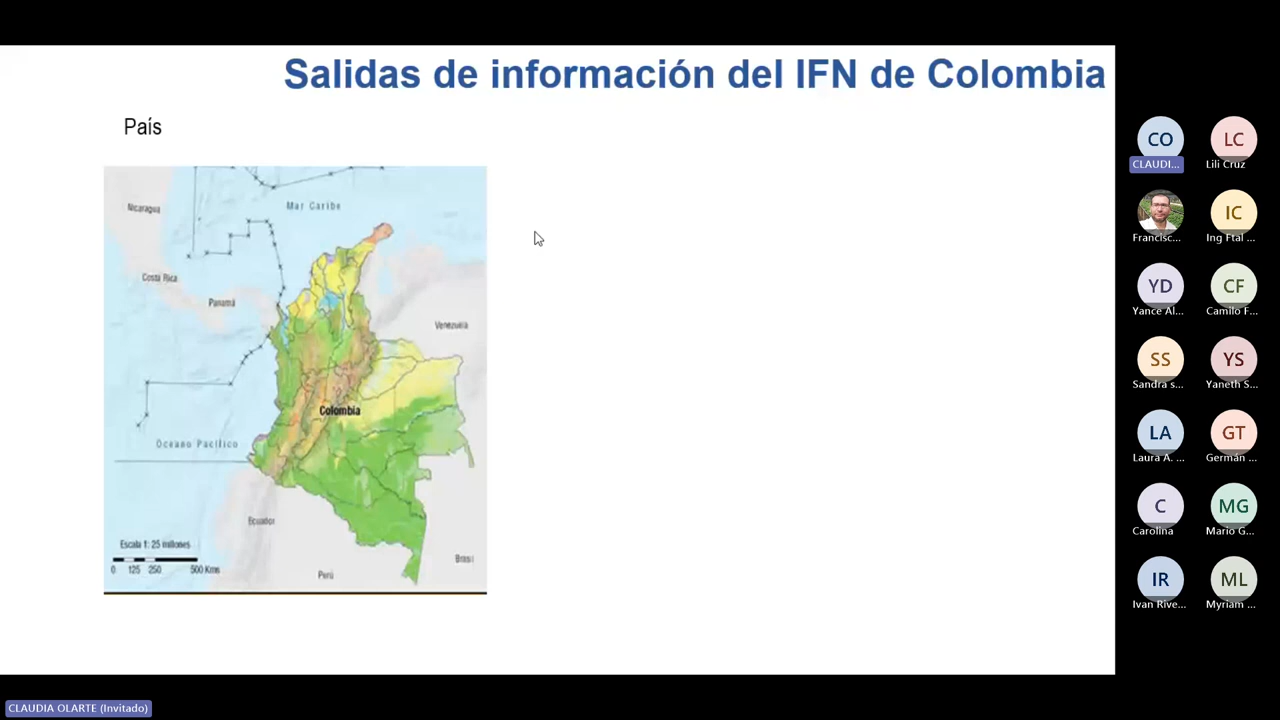 Salidas de información del IFN de Colombia
País
Nicaragua
Mar Caribe
Costa Rica
Panamá
Venezuela
Colombia
Oceano Pacífico
Ecuador
Escala 1: 25 millones
0 125 250 500 Kms
Perú
Brasi
CO
CLAUDI...
LC
Lili Cruz
Francisc...
IC
Ing Ftal ...
YD
Yance Al...
CF
Camilo F...
SS
Sandra s...
YS
Yaneth S...
LA
Laura A. ...
GT
Germán ...
C
Carolina
MG
Mario G...
IR
Ivan Rive...
ML
Myriam ...
CLAUDIA OLARTE (Invitado)